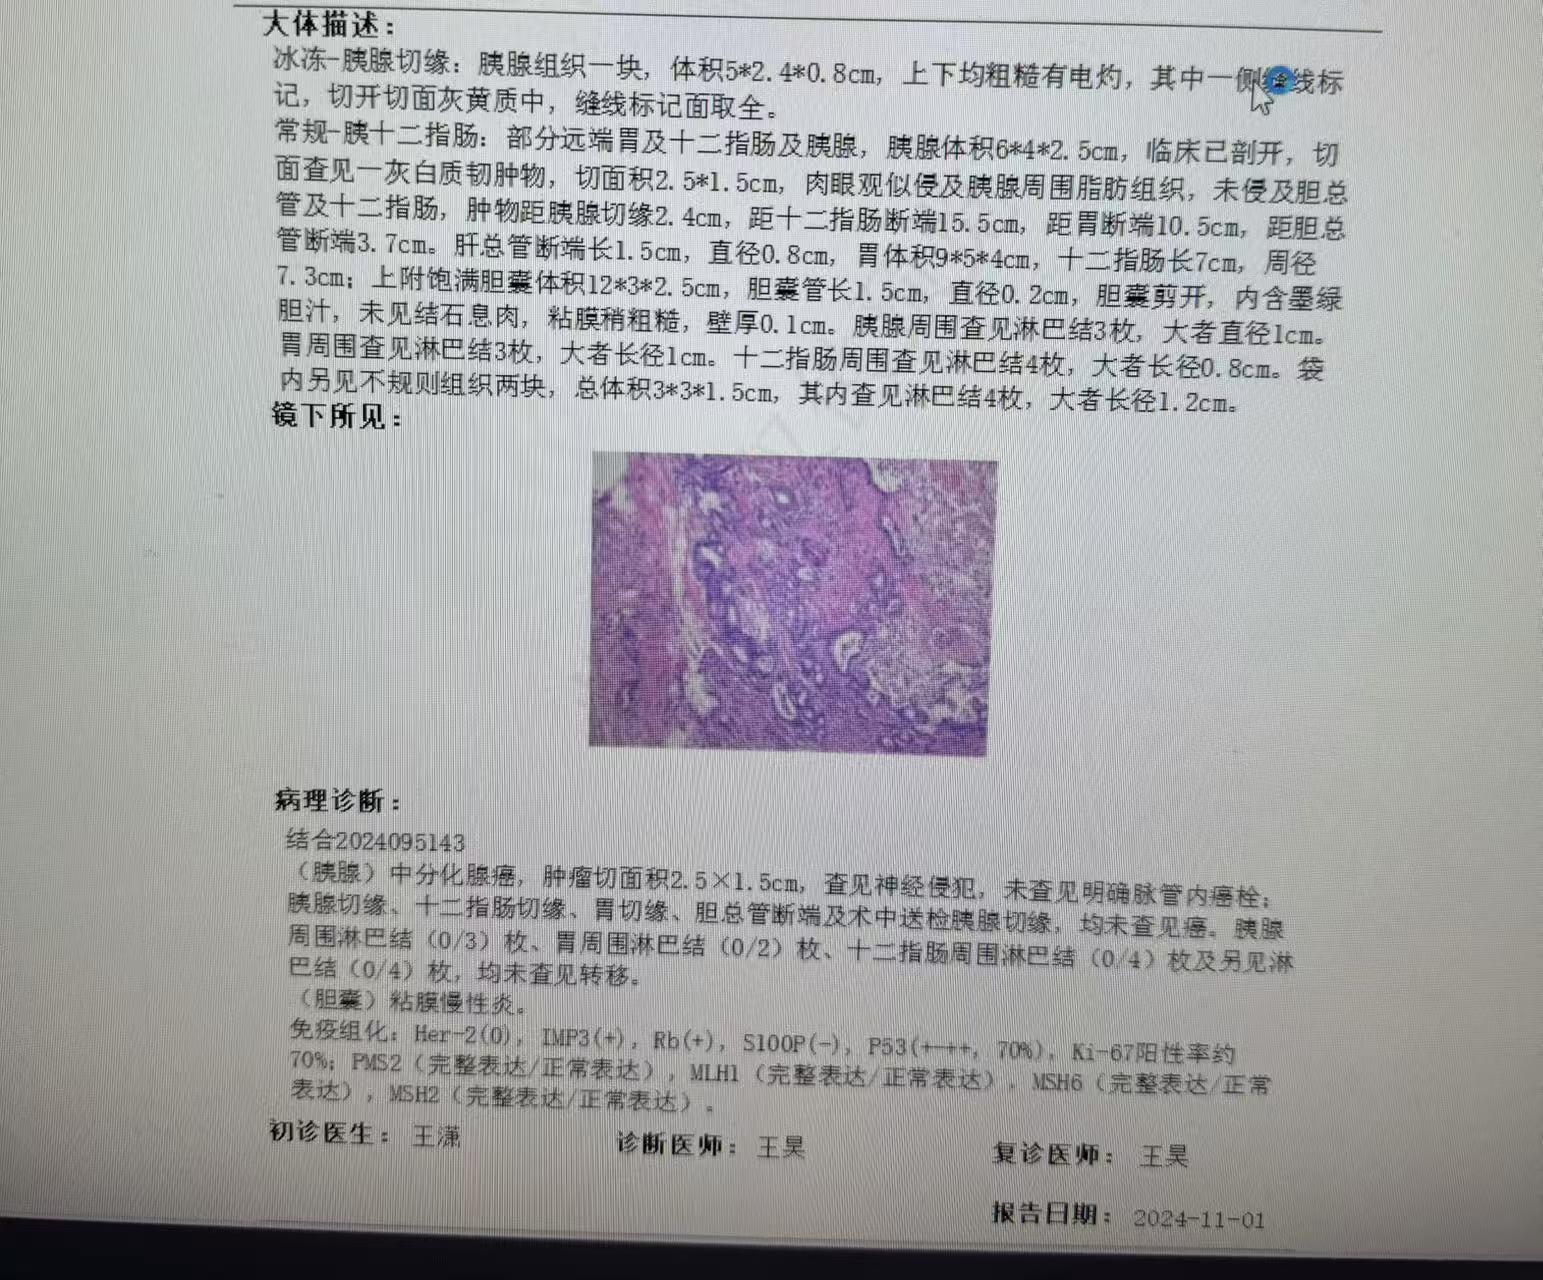 大体描述：
冰冻-胰腺切缘：胰腺组织一块，体积5*2.4*0.8cm，上下均粗糙有电灼，其中一侧缝线标
记，切开切面灰黄质中，缝线标记面取全。
常规-胰十二指肠：部分远端胃及十二指肠及胰腺，胰腺体积6*4*2.5cm，临床已剖开，切
面查见一灰白质韧肿物，切面积2.5*1.5cm，肉眼观似侵及胰腺周围脂肪组织，未侵及胆总
管及十二指肠，肿物距胰腺切缘2.4cm，距十二指肠断端15.5cm，距胃断端10.5cm，距胆总
管断端3.7cm。肝总管断端长1.5cm，直径0.8cm，胃体积9*5*4cm，十二指肠长7cm，周径
7.3cm；上附饱满胆囊体积12*3*2.5cm，胆囊管长1.5cm，直径0.2cm，胆囊剪开，内含墨绿
胆汁，未见结石息肉，粘膜稍粗糙，壁厚0.1cm。胰腺周围查见淋巴结3枚，大者直径1cm。
胃周围查见淋巴结3枚，大者长径1cm。十二指肠周围查见淋巴结4枚，大者长径0.8cm。袋
内另见不规则组织两块，总体积3*3*1.5cm，其内查见淋巴结4枚，大者长径1.2cm。
镜下所见：
病理诊断：
结合2024095143
（胰腺）中分化腺癌，肿瘤切面积2.5×1.5cm，查见神经侵犯，未查见明确脉管内癌栓；
胰腺切缘、十二指肠切缘、胃切缘、胆总管断端及术中送检胰腺切缘，均未查见癌。胰腺
周围淋巴结（0/3）枚、胃周围淋巴结（0/2）枚、十二指肠周围淋巴结（0/4）枚及另见淋
巴结（0/4）枚，均未查见转移。
（胆囊）粘膜慢性炎。
免疫组化：Her-2(0)，IMP3(+)，Rb(+)，S100P(-)，P53(+-++，70%)，Ki-67阳性率约
70%；PMS2（完整表达/正常表达），MLH1（完整表达/正常表达），MSH6（完整表达/正常
表达），MSH2（完整表达/正常表达）。
初诊医生：王潇 诊断医师：王昊 复诊医师：王昊
报告日期：2024-11-01